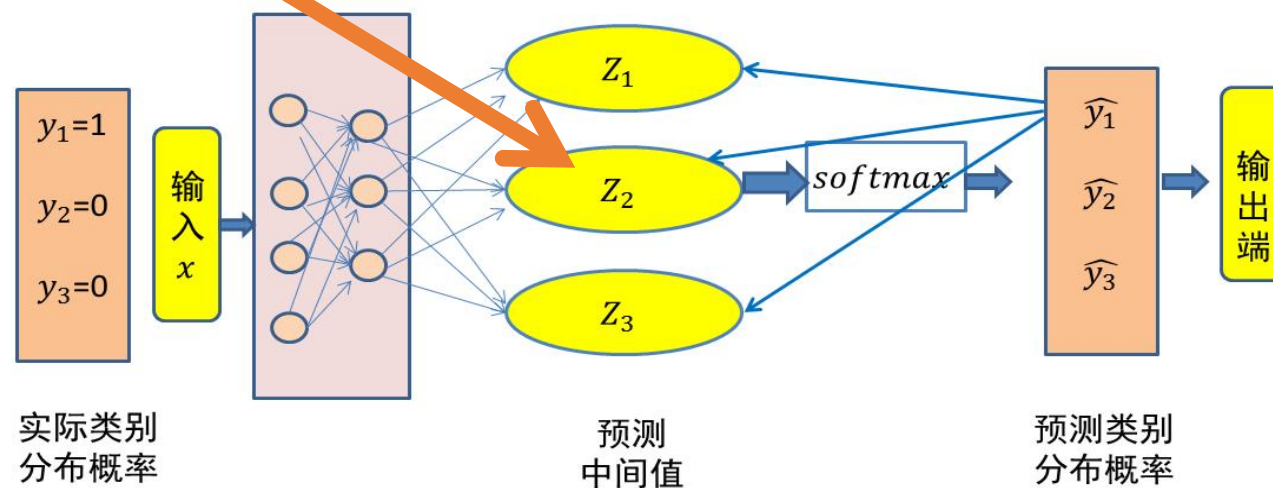 y₁=1
y₂=0
y₃=0
输
入
x
Z₁
Z₂
Z₃
softmax
ŷ₁
ŷ₂
ŷ₃
输
出
端
实际类别
分布概率
预测
中间值
预测类别
分布概率